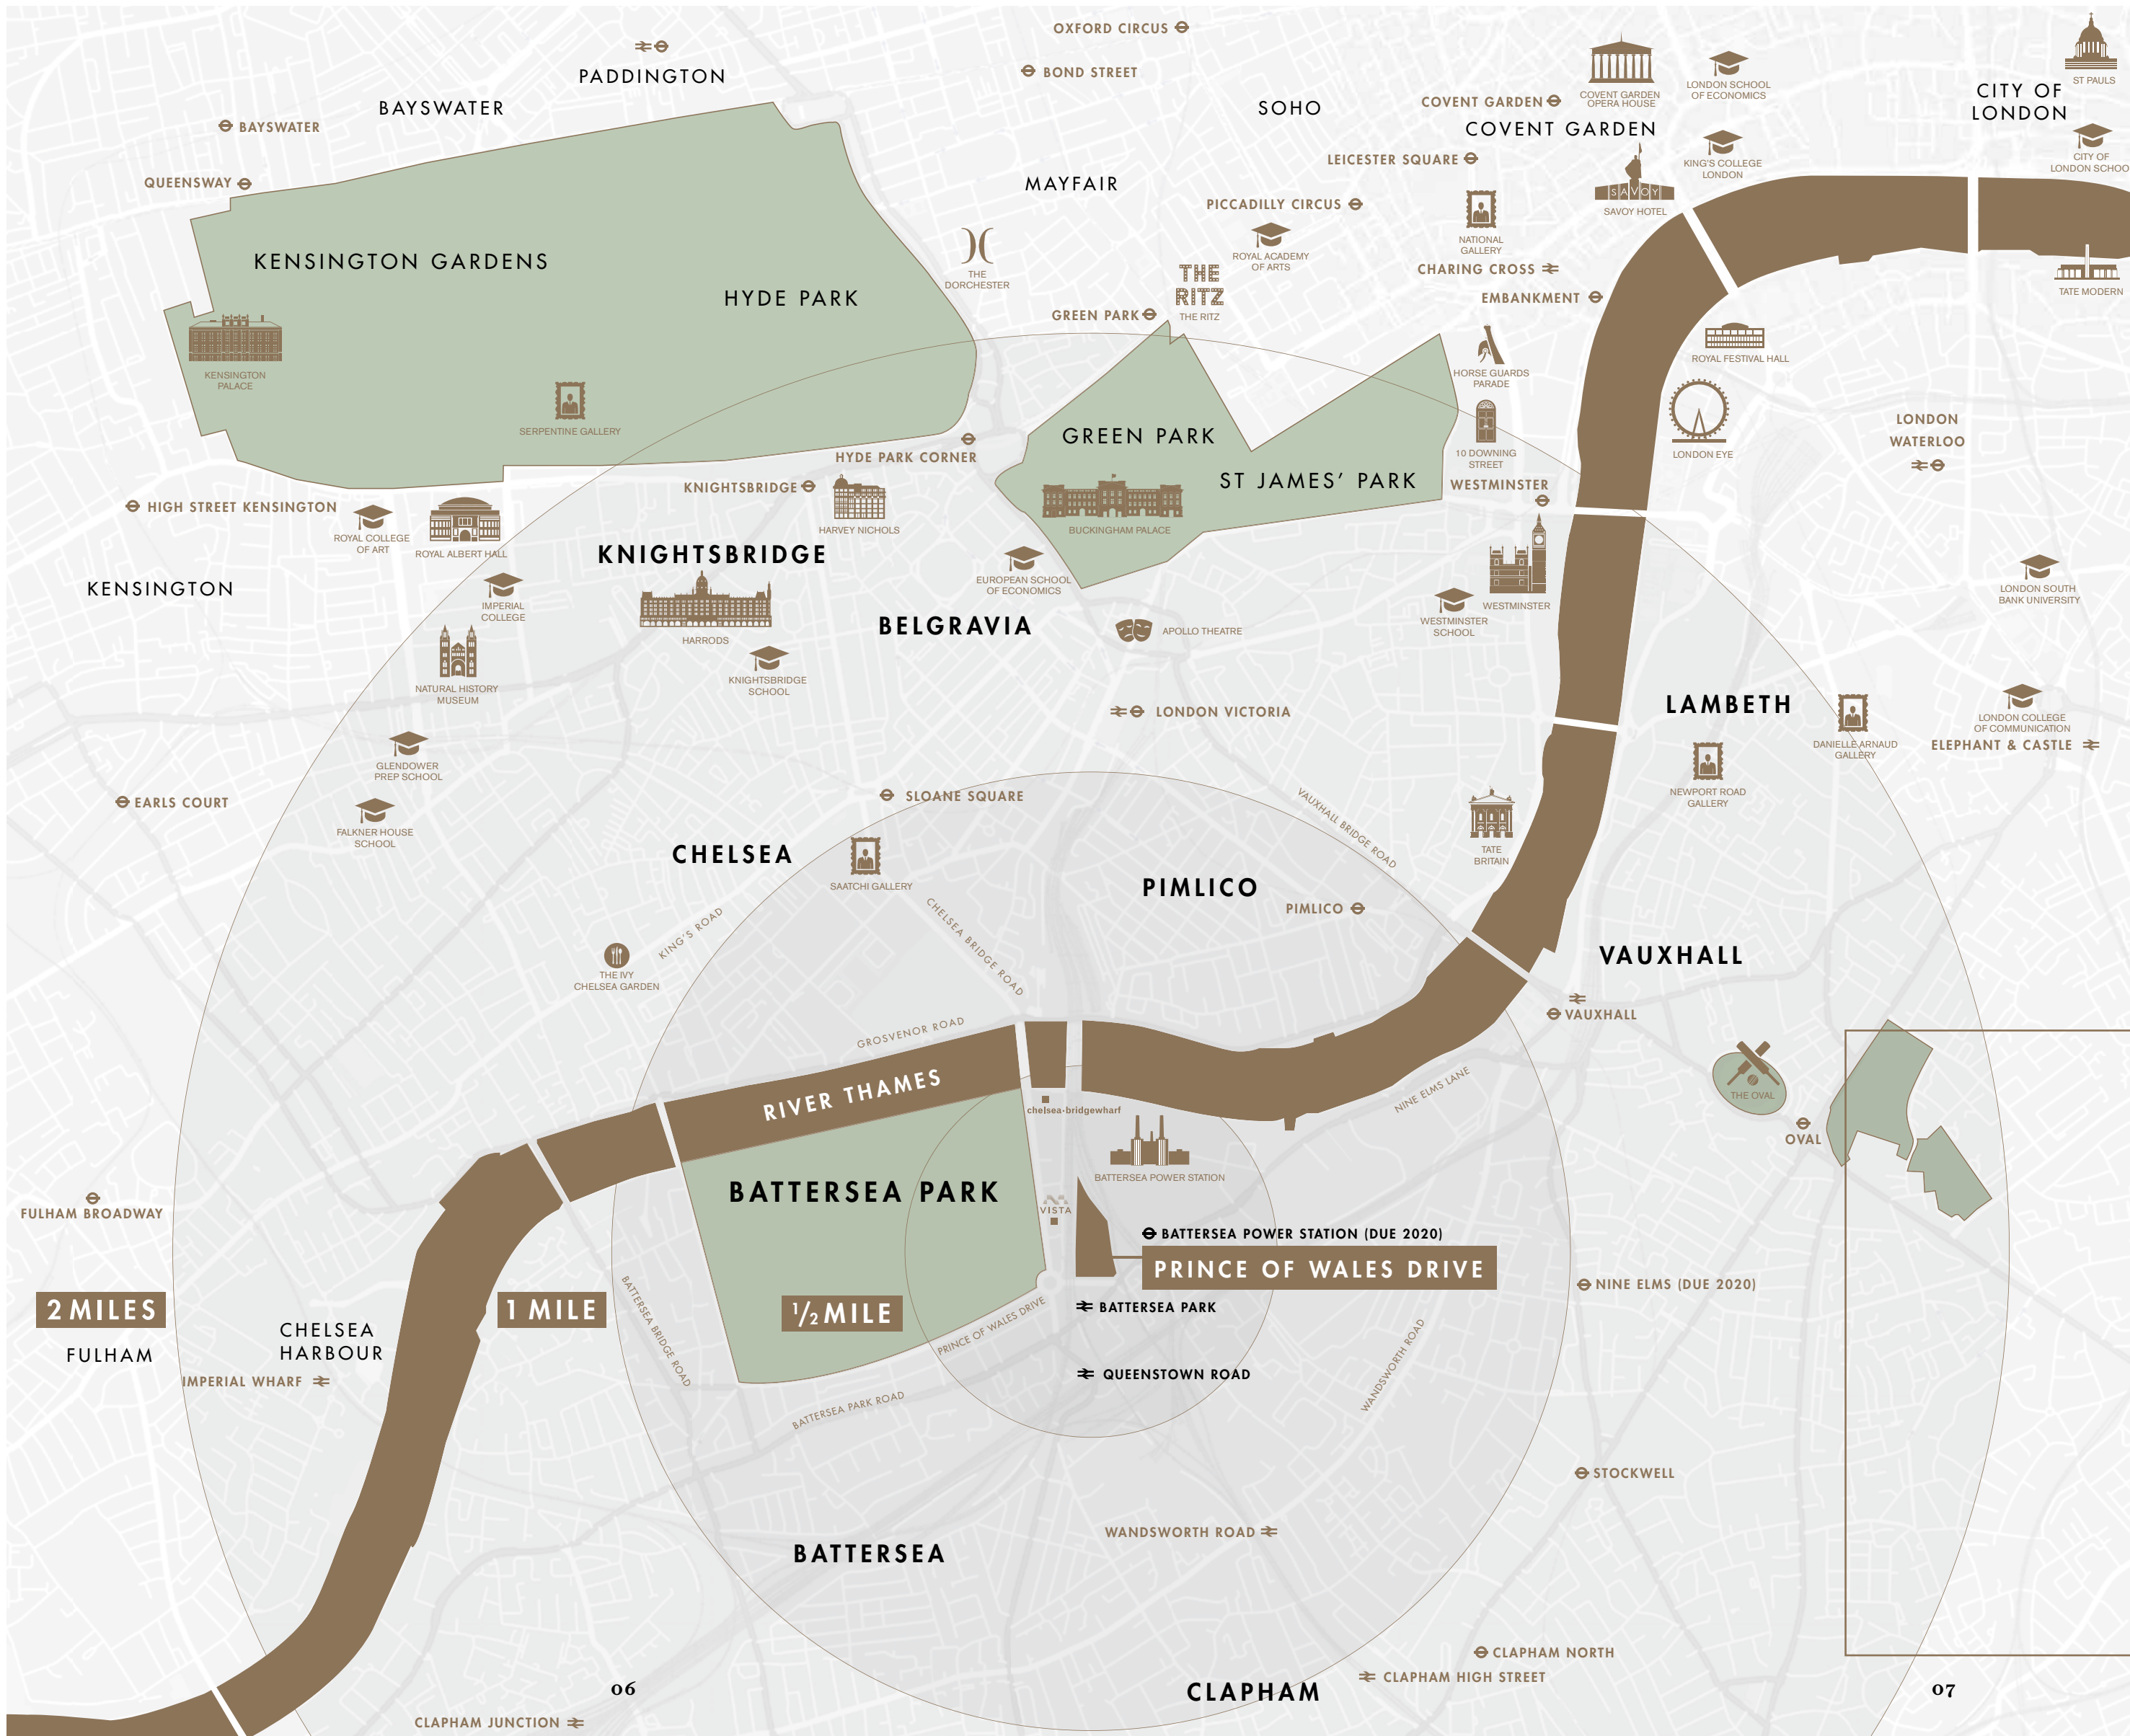 OXFORD CIRCUS
BOND STREET
PADDINGTON
BAYSWATER
BAYSWATER
QUEENSWAY
SOHO
MAYFAIR
COVENT GARDEN
COVENT GARDEN
OPERA HOUSE
LONDON SCHOOL
OF ECONOMICS
COVENT GARDEN
CITY OF
LONDON
ST PAULS
CITY OF
LONDON SCHOO
LEICESTER SQUARE
KING'S COLLEGE
LONDON
SAVOY
SAVOY HOTEL
PICCADILLY CIRCUS
NATIONAL
GALLERY
ROYAL ACADEMY
OF ARTS
CHARING CROSS
EMBANKMENT
TATE MODERN
KENSINGTON GARDENS
HYDE PARK
THE
DORCHESTER
THE
RITZ
THE RITZ
GREEN PARK
KENSINGTON
PALACE
SERPENTINE GALLERY
HORSE GUARDS
PARADE
ROYAL FESTIVAL HALL
LONDON EYE
LONDON
WATERLOO
HYDE PARK CORNER
GREEN PARK
ST JAMES' PARK
BUCKINGHAM PALACE
10 DOWNING
STREET
WESTMINSTER
KNIGHTSBRIDGE
HARVEY NICHOLS
HIGH STREET KENSINGTON
ROYAL COLLEGE
OF ART
ROYAL ALBERT HALL
KNIGHTSBRIDGE
KENSINGTON
IMPERIAL
COLLEGE
HARRODS
EUROPEAN SCHOOL
OF ECONOMICS
BELGRAVIA
APOLLO THEATRE
WESTMINSTER
SCHOOL
WESTMINSTER
LONDON SOUTH
BANK UNIVERSITY
NATURAL HISTORY
MUSEUM
KNIGHTSBRIDGE
SCHOOL
LONDON VICTORIA
LAMBETH
DANIELLE ARNAUD
GALLERY
LONDON COLLEGE
OF COMMUNICATION
ELEPHANT & CASTLE
GLENDOWER
PREP SCHOOL
NEWPORT ROAD
GALLERY
EARLS COURT
FALKNER HOUSE
SCHOOL
SLOANE SQUARE
VAUXHALL BRIDGE ROAD
TATE
BRITAIN
CHELSEA
SAATCHI GALLERY
PIMLICO
PIMLICO
KING'S ROAD
CHELSEA BRIDGE ROAD
THE IVY
CHELSEA GARDEN
VAUXHALL
VAUXHALL
GROSVENOR ROAD
RIVER THAMES
chelsea-bridgewharf
NINE ELMS LANE
THE OVAL
OVAL
BATTERSEA POWER STATION
BATTERSEA PARK
VISTA
FULHAM BROADWAY
BATTERSEA POWER STATION (DUE 2020)
PRINCE OF WALES DRIVE
NINE ELMS (DUE 2020)
2 MILES
1 MILE
½ MILE
BATTERSEA PARK
PRINCE OF WALES DRIVE
CHELSEA
HARBOUR
FULHAM
IMPERIAL WHARF
BATTERSEA BRIDGE ROAD
QUEENSTOWN ROAD
WANDSWORTH ROAD
BATTERSEA PARK ROAD
STOCKWELL
WANDSWORTH ROAD
BATTERSEA
CLAPHAM NORTH
CLAPHAM HIGH STREET
CLAPHAM
06
07
CLAPHAM JUNCTION